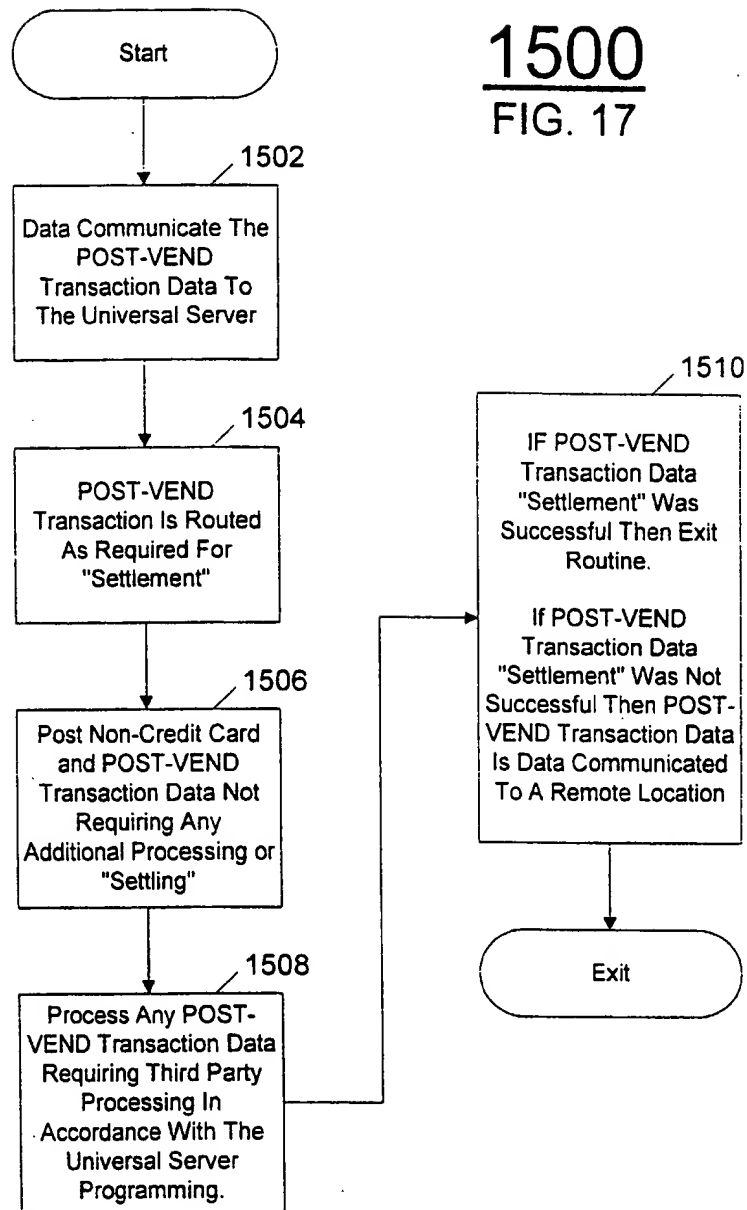 Start
1500
FIG. 17
1502
Data Communicate The
POST-VEND
Transaction Data To
The Universal Server
1504
POST-VEND
Transaction Is Routed
As Required For
"Settlement"
1506
Post Non-Credit Card
and POST-VEND
Transaction Data Not
Requiring Any
Additional Processing or
"Settling"
1508
Process Any POST-
VEND Transaction Data
Requiring Third Party
Processing In
Accordance With The
Universal Server
Programming.
1510
IF POST-VEND
Transaction Data
"Settlement" Was
Successful Then Exit
Routine.
If POST-VEND
Transaction Data
"Settlement" Was Not
Successful Then POST-
VEND Transaction Data
Is Data Communicated
To A Remote Location
Exit